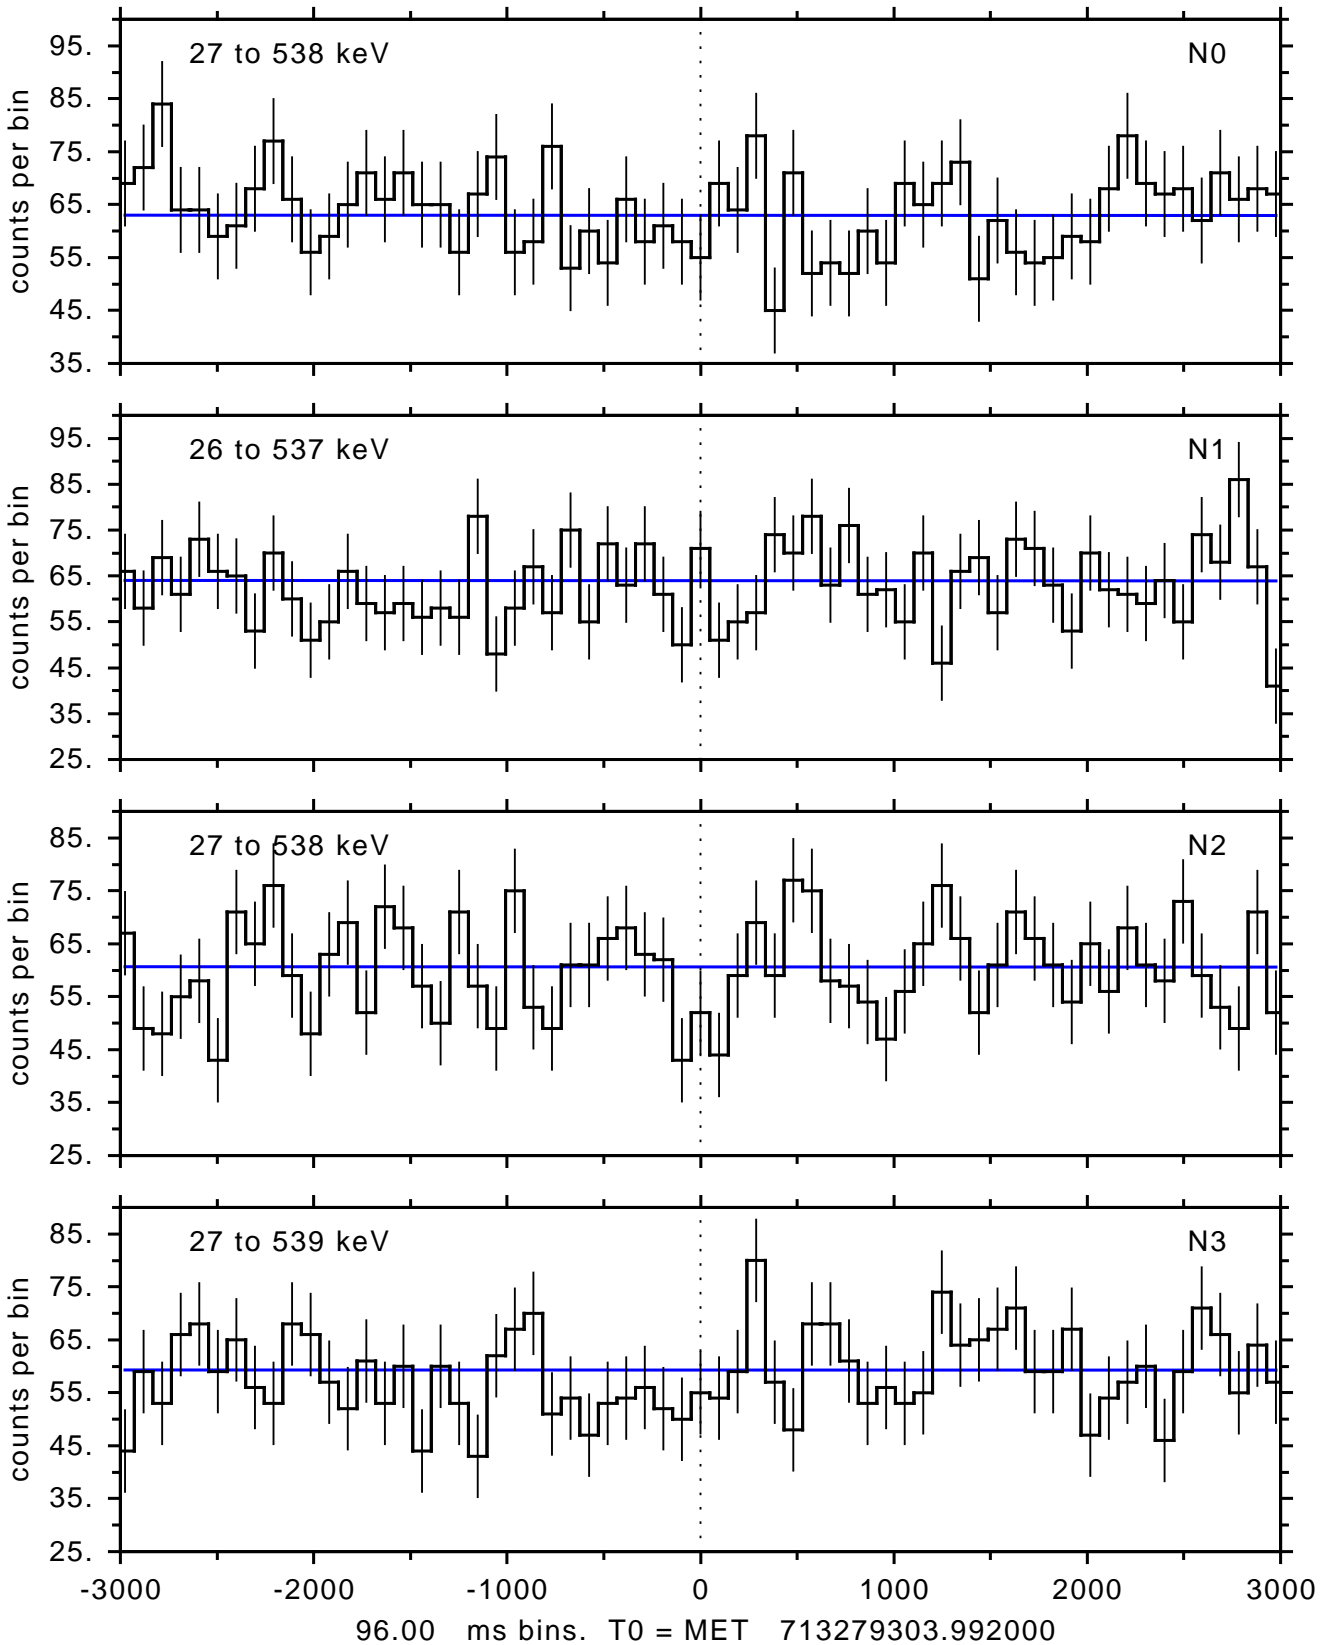 95.
85.
75.
65.
55.
45.
35.
counts per bin
27 to 538 keV
N0
95.
85.
75.
65.
55.
45.
35.
25.
counts per bin
26 to 537 keV
N1
85.
75.
65.
55.
45.
35.
25.
counts per bin
27 to 538 keV
N2
85.
75.
65.
55.
45.
35.
25.
counts per bin
27 to 539 keV
N3
-3000 -2000 -1000 0 1000 2000 3000
96.00 ms bins. T0 = MET 713279303.992000